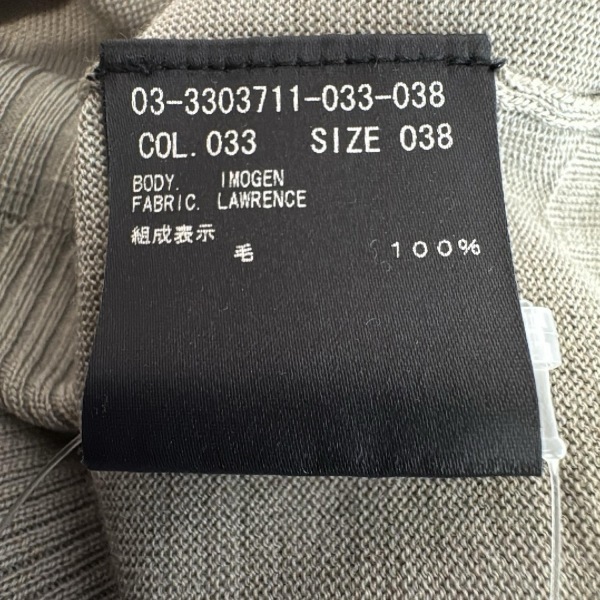 03-3303711-033-038
COL. 033 SIZE 038
BODY. IMOGEN
FABRIC. LAWRENCE
組成表示
毛 100%